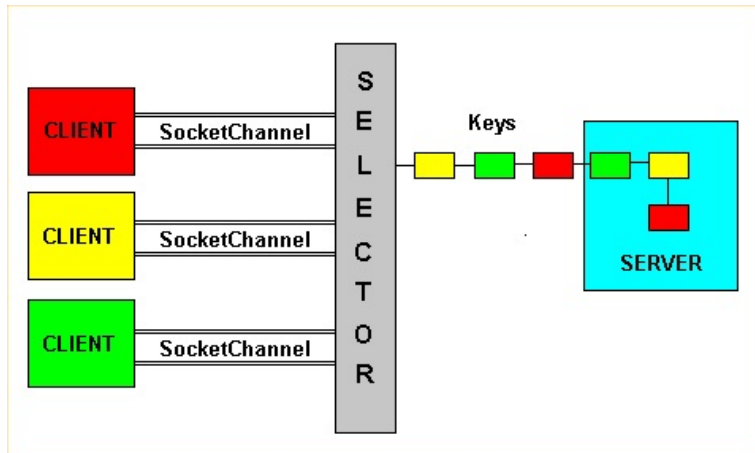 CLIENT
SocketChannel
CLIENT
SocketChannel
CLIENT
SocketChannel
SELECTOR
Keys
SERVER